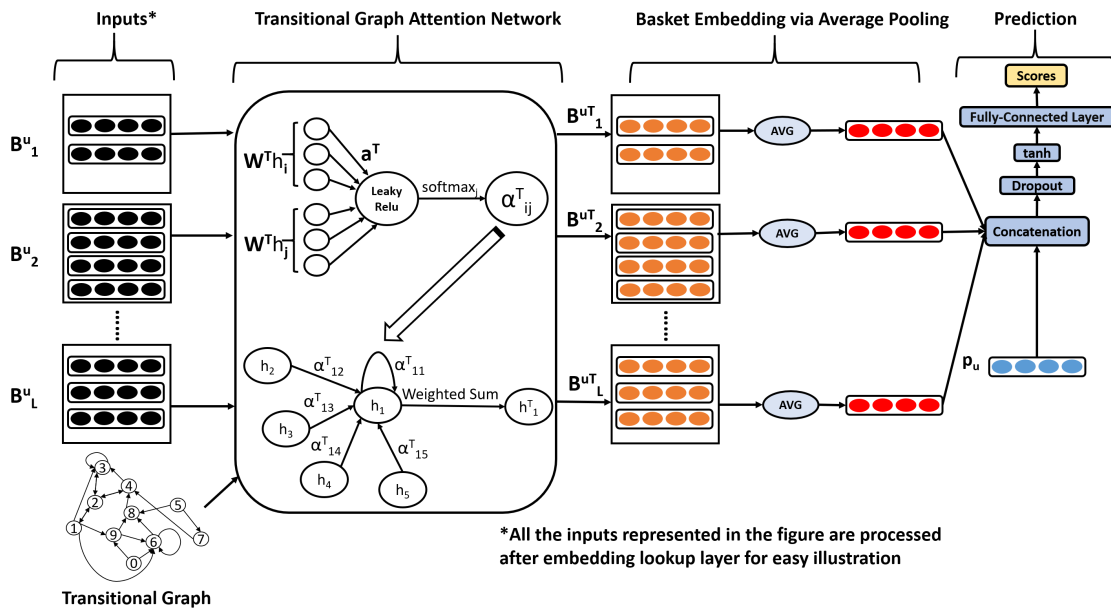 Inputs*
Transitional Graph Attention Network
Basket Embedding via Average Pooling
Prediction
Scores
Fully-Connected Layer
tanh
Dropout
Concatenation
p_u
B^u_1
B^u_2
B^u_L
W^T h_i
W^T h_j
a^T
Leaky
Relu
softmax_j
α^T_ij
h_2
α^T_12
α^T_11
α^T_13
h_3
h_1
Weighted Sum
h^T_1
α^T_14
α^T_15
h_4
h_5
B^uT_1
B^uT_2
B^uT_L
AVG
AVG
AVG
3
2
4
1
8
5
9
6
7
0
Transitional Graph
*All the inputs represented in the figure are processed
after embedding lookup layer for easy illustration